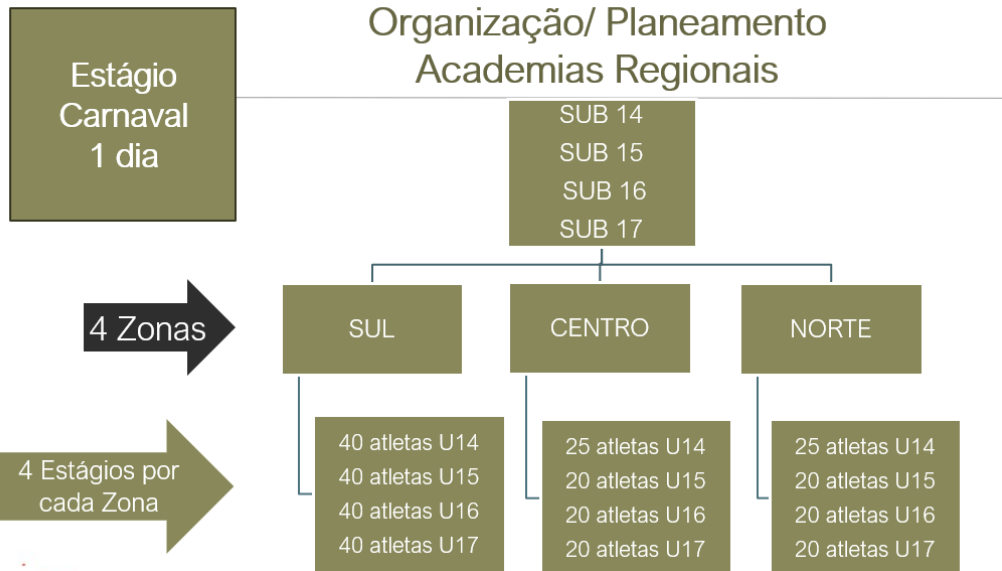 Organização/ Planeamento
Academias Regionais
Estágio
Carnaval
1 dia
SUB 14
SUB 15
SUB 16
SUB 17
4 Zonas
SUL
CENTRO
NORTE
4 Estágios por
cada Zona
40 atletas U14
40 atletas U15
40 atletas U16
40 atletas U17
25 atletas U14
20 atletas U15
20 atletas U16
20 atletas U17
25 atletas U14
20 atletas U15
20 atletas U16
20 atletas U17